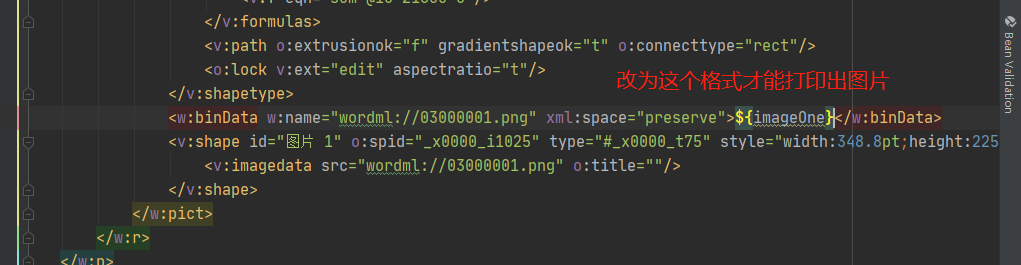 </v:formulas>
<v:path o:extrusionok="f" gradientshapeok="t" o:connecttype="rect"/>
<o:lock v:ext="edit" aspectratio="t"/>
改为这个格式才能打印出图片
</v:shapetype>
<w:binData w:name="wordml://03000001.png" xml:space="preserve">${imageOne}</w:binData>
<v:shape id="图片 1" o:spid="_x0000_i1025" type="#_x0000_t75" style="width:348.8pt;height:225
<v:imagedata src="wordml://03000001.png" o:title=""/>
</v:shape>
</w:pict>
</w:r>
</w:p>
Bean Validation